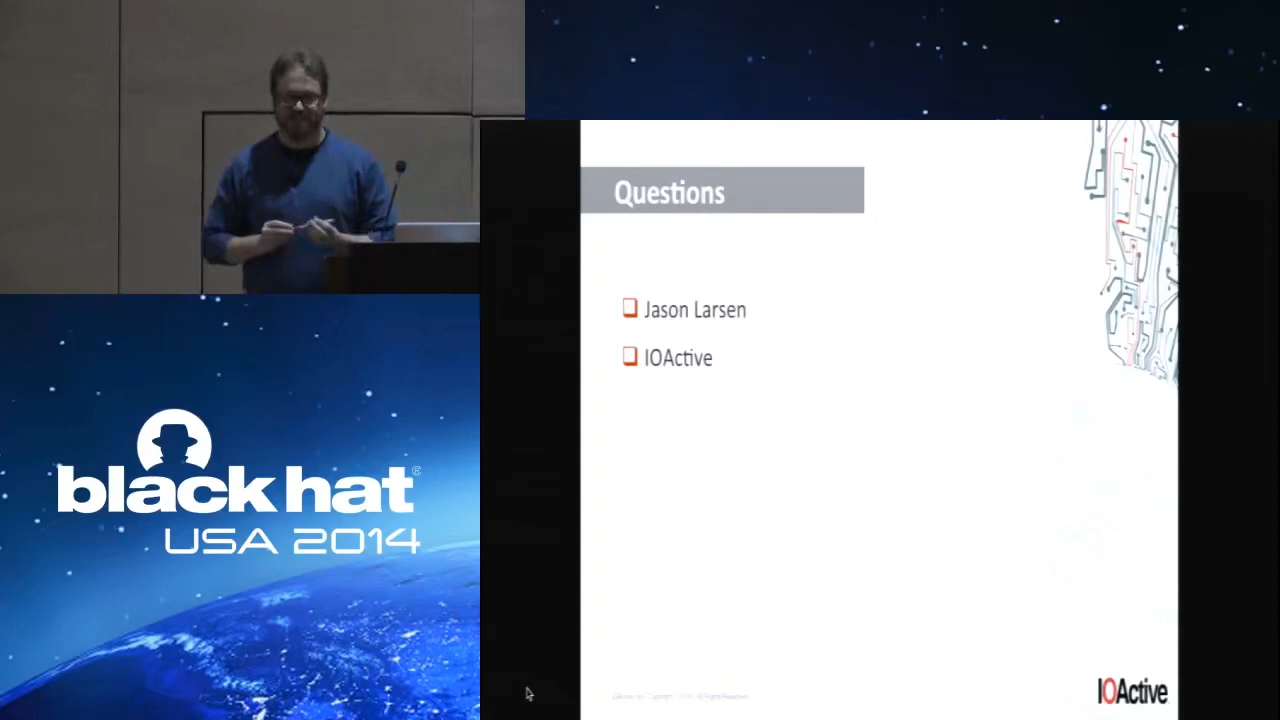 Questions
Jason Larsen
IOActive
black hat®
USA 2014
IOActive